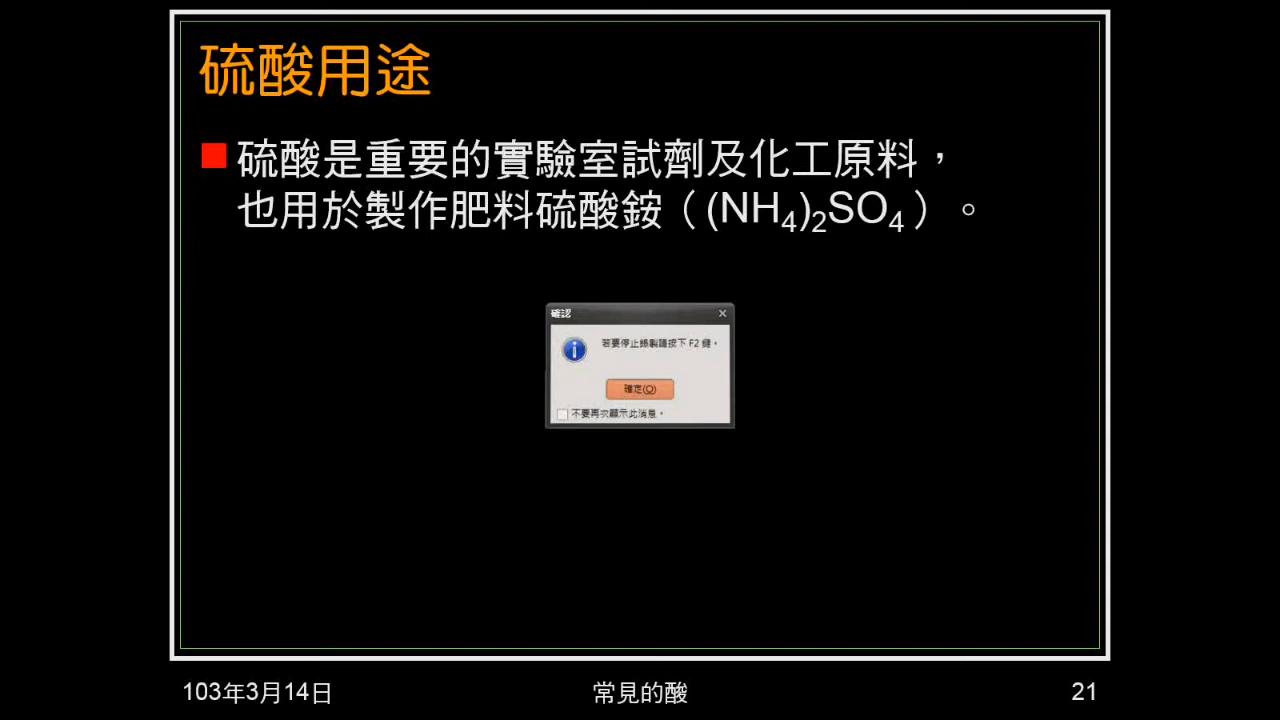 硫酸用途
硫酸是重要的實驗室試劑及化工原料，
也用於製作肥料硫酸銨（(NH4)2SO4）。
確認
若要停止錄製請按下 F2 鍵。
確定(O)
不要再次顯示此消息。
103年3月14日
常見的酸
21